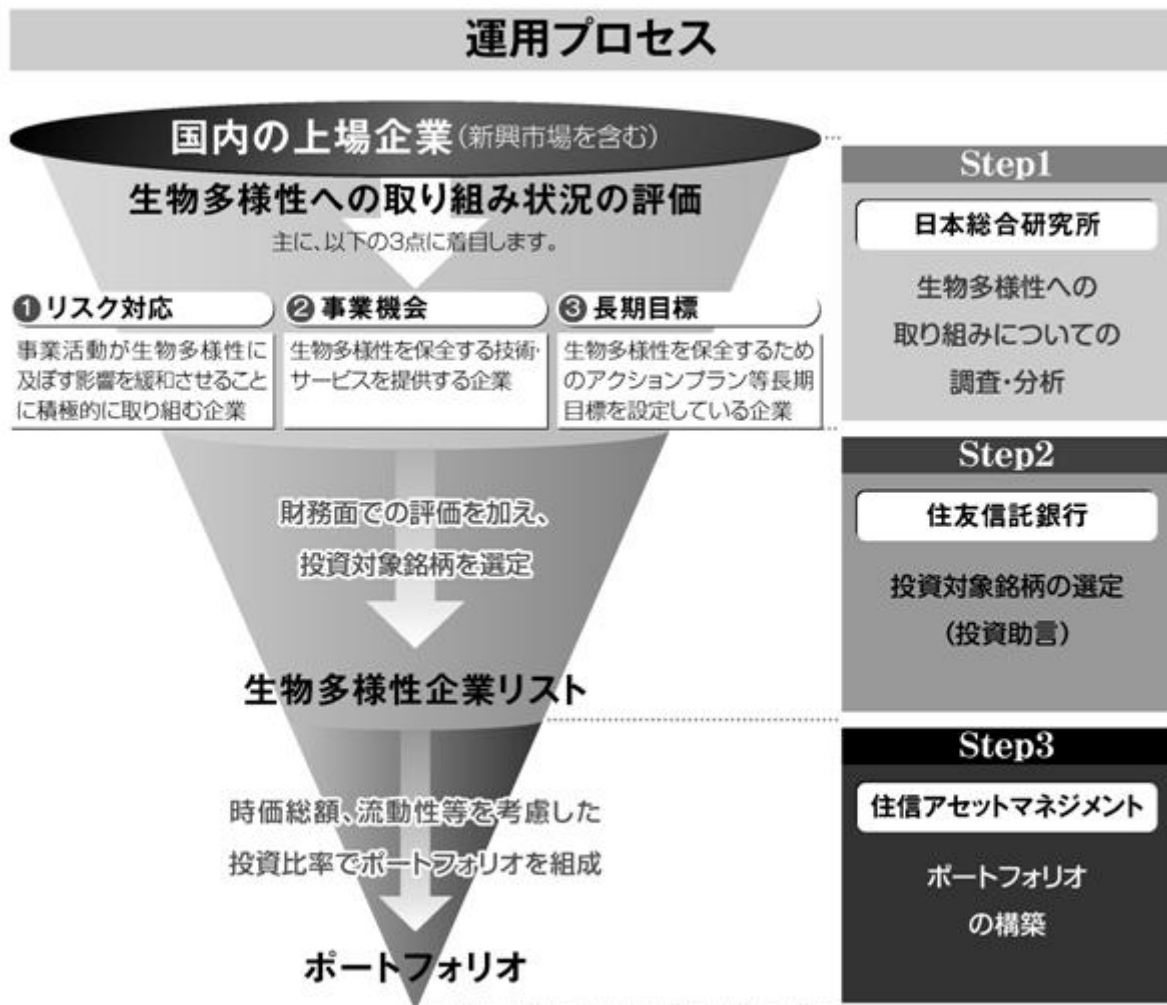 運用プロセス
国内の上場企業(新興市場を含む)
生物多様性への取り組み状況の評価
主に、以下の3点に着目します。
❶リスク対応
事業活動が生物多様性に
及ぼす影響を緩和させること
に積極的に取り組む企業
❷事業機会
生物多様性を保全する技術・
サービスを提供する企業
❸長期目標
生物多様性を保全するため
のアクションプラン等長期
目標を設定している企業
財務面での評価を加え、
投資対象銘柄を選定
生物多様性企業リスト
時価総額、流動性等を考慮した
投資比率でポートフォリオを組成
ポートフォリオ
Step1
日本総合研究所
生物多様性への
取り組みについての
調査・分析
Step2
住友信託銀行
投資対象銘柄の選定
(投資助言)
Step3
住信アセットマネジメント
ポートフォリオ
の構築